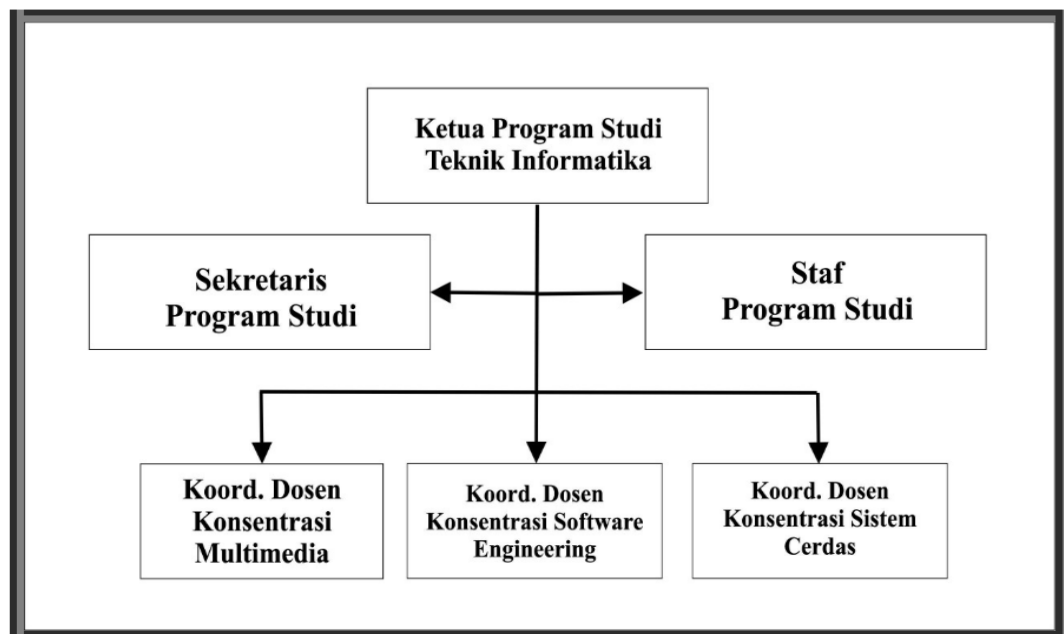 Ketua Program Studi
Teknik Informatika
Sekretaris
Program Studi
Staf
Program Studi
Koord. Dosen
Konsentrasi
Multimedia
Koord. Dosen
Konsentrasi Software
Engineering
Koord. Dosen
Konsentrasi Sistem
Cerdas